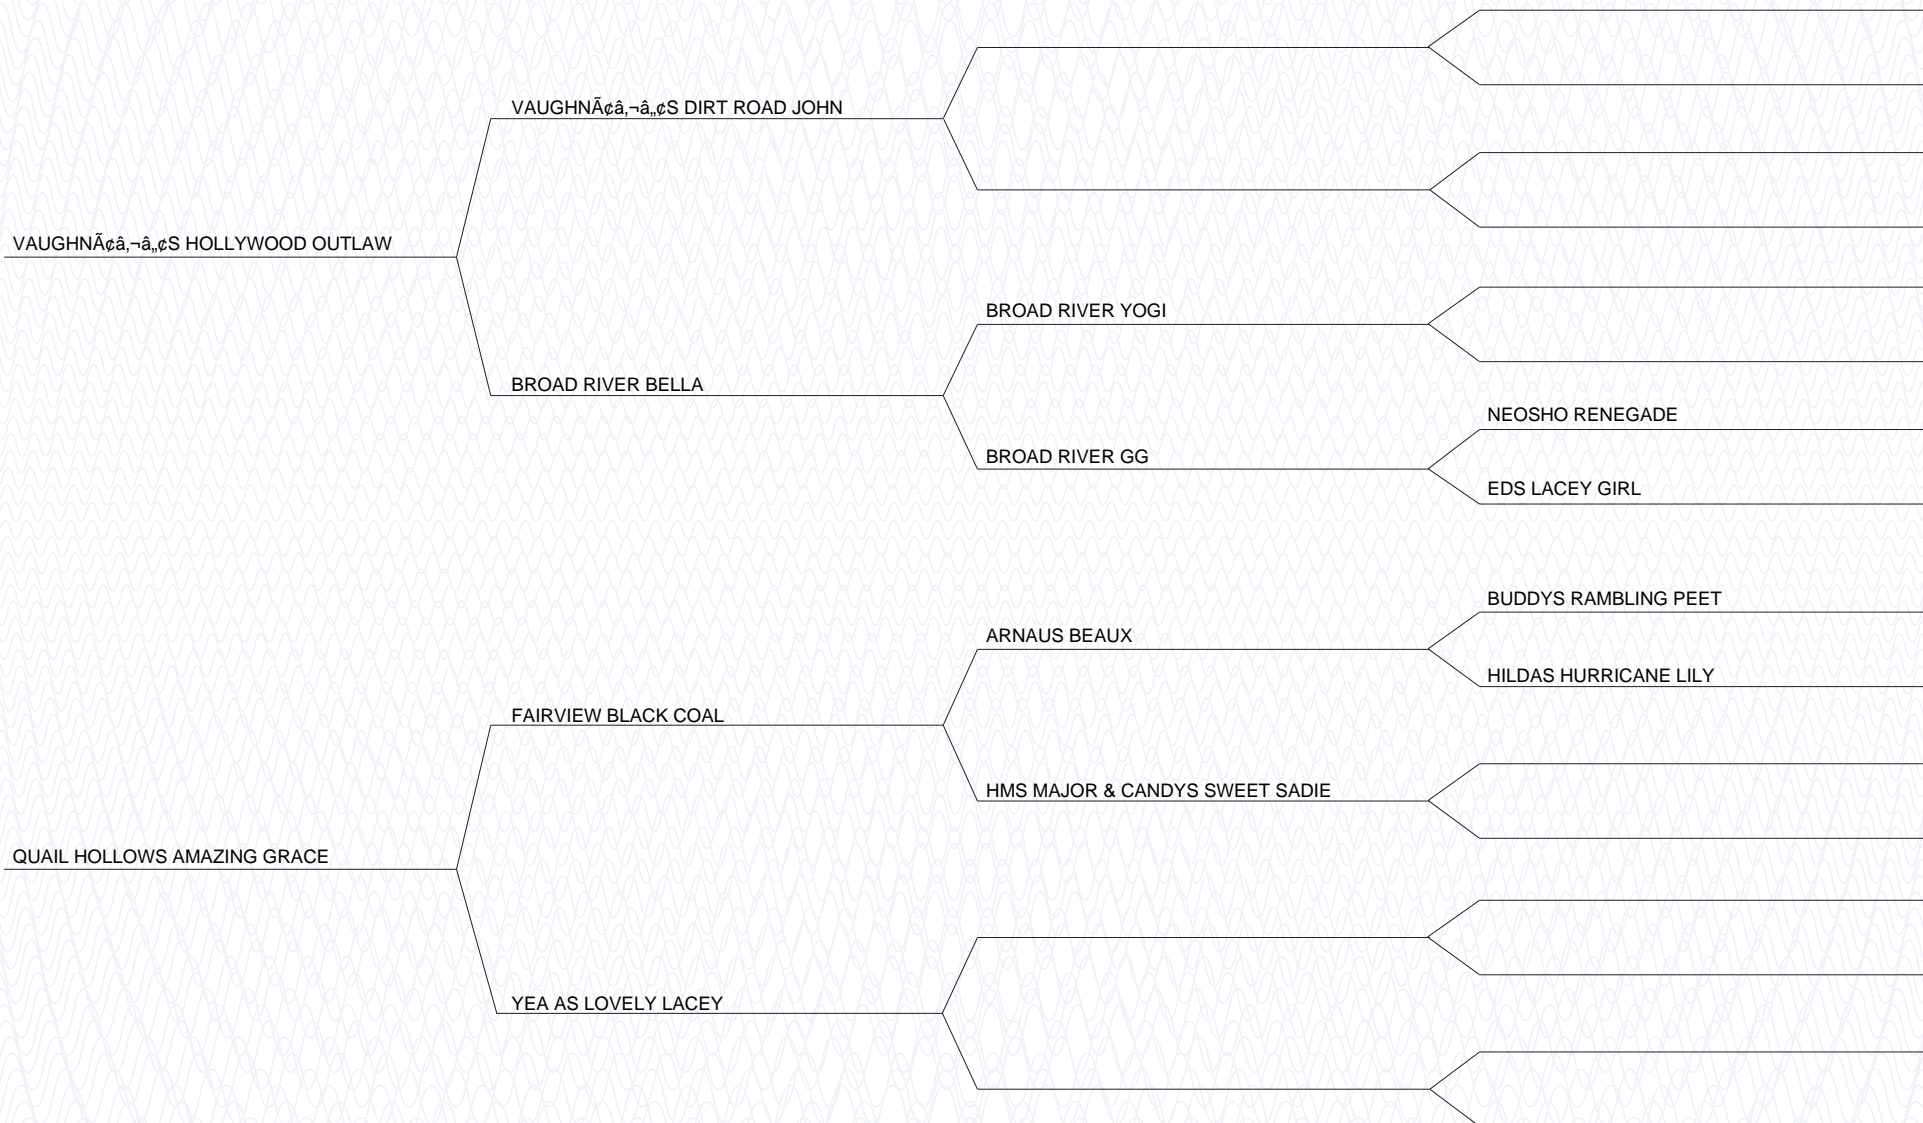 VAUGHNÃ¢â‚¬â„¢S DIRT ROAD JOHN
VAUGHNÃ¢â‚¬â„¢S HOLLYWOOD OUTLAW
BROAD RIVER YOGI
BROAD RIVER BELLA
NEOSHO RENEGADE
BROAD RIVER GG
EDS LACEY GIRL
BUDDYS RAMBLING PEET
ARNAUS BEAUX
HILDAS HURRICANE LILY
FAIRVIEW BLACK COAL
HMS MAJOR & CANDYS SWEET SADIE
QUAIL HOLLOWS AMAZING GRACE
YEA AS LOVELY LACEY